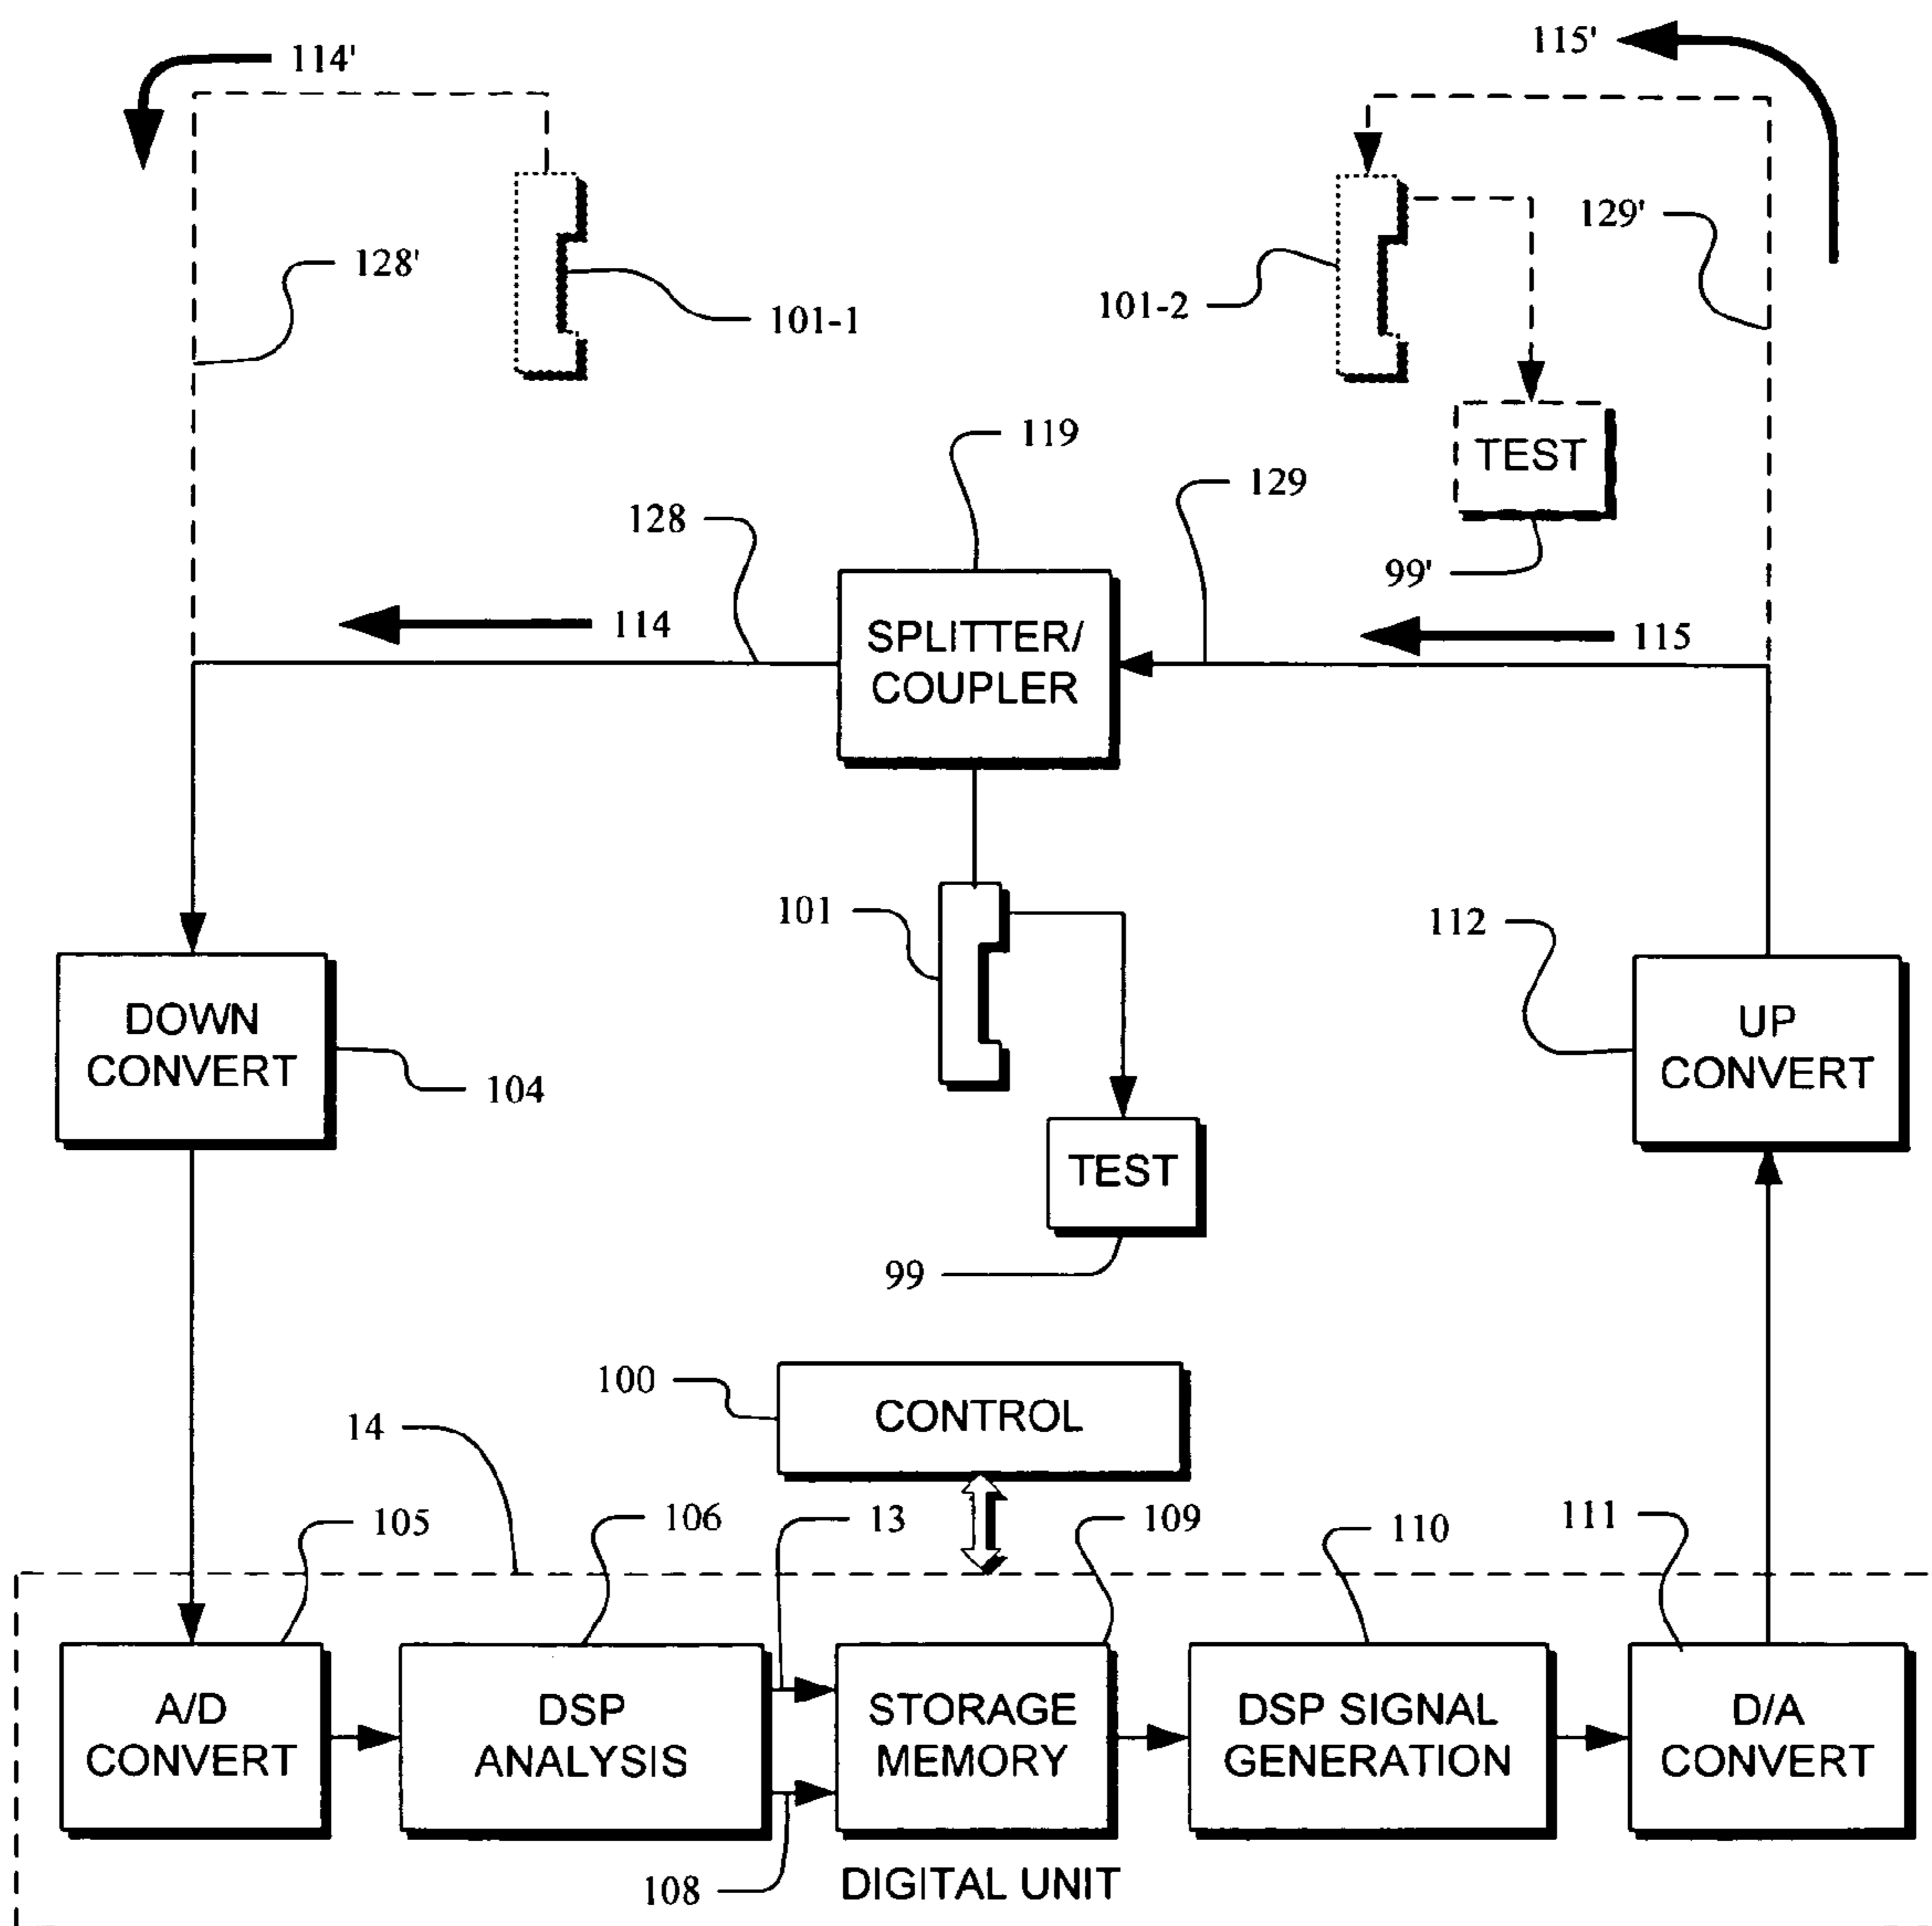 114'
115'
128'
129'
101-1
101-2
TEST
119
129
128
99'
114
115
SPLITTER/
COUPLER
101
112
DOWN
CONVERT
UP
CONVERT
104
TEST
99
100
CONTROL
14
105
106
13
109
110
111
A/D
CONVERT
DSP
ANALYSIS
STORAGE
MEMORY
DSP SIGNAL
GENERATION
D/A
CONVERT
108
DIGITAL UNIT